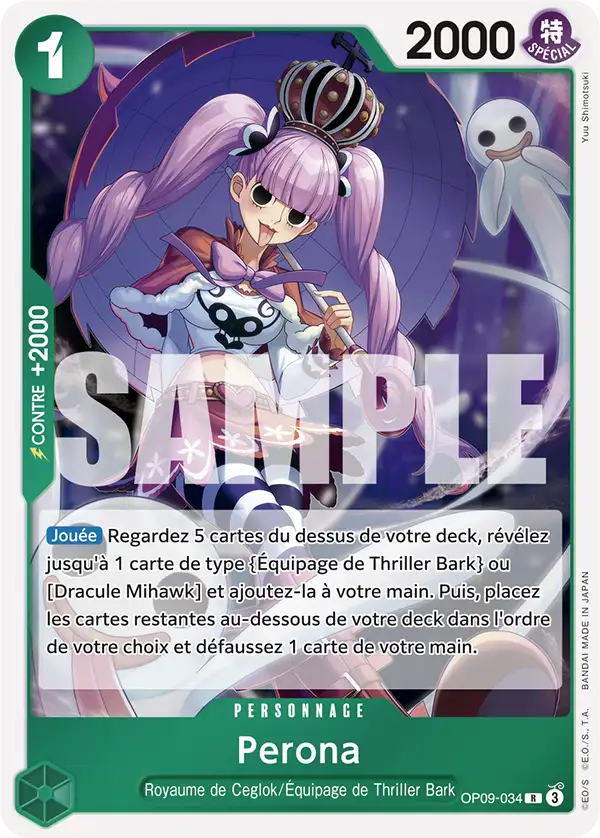 1
2000
特
SPÉCIAL
Yuu Shimotsuki
CONTRE +2000
SAMPLE
Jouée Regardez 5 cartes du dessus de votre deck, révélez
jusqu'à 1 carte de type {Équipage de Thriller Bark} ou
[Dracule Mihawk] et ajoutez-la à votre main. Puis, placez
les cartes restantes au-dessous de votre deck dans l'ordre
de votre choix et défaussez 1 carte de votre main.
PERSONNAGE
Perona
Royaume de Ceglok/Équipage de Thriller Bark
OP09-034 R 3
©EO/S ©E.O./S., T.A. BANDAI MADE IN JAPAN